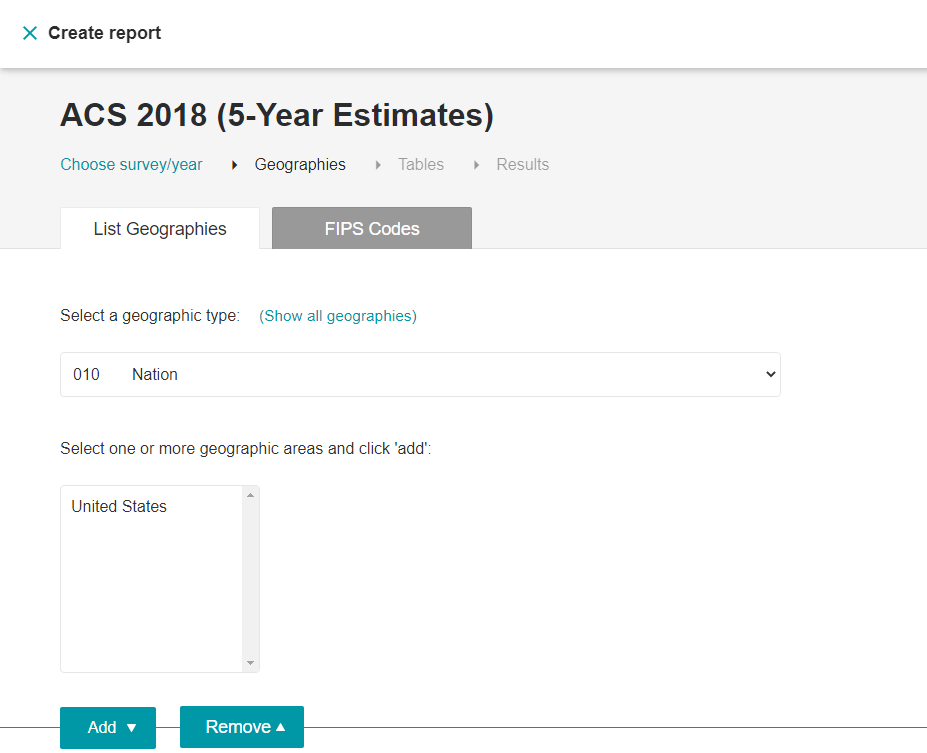 Create report
ACS 2018 (5-Year Estimates)
Choose survey/year Geographies Tables Results
List Geographies FIPS Codes
Select a geographic type: (Show all geographies)
010 Nation
Select one or more geographic areas and click 'add':
United States
Add Remove